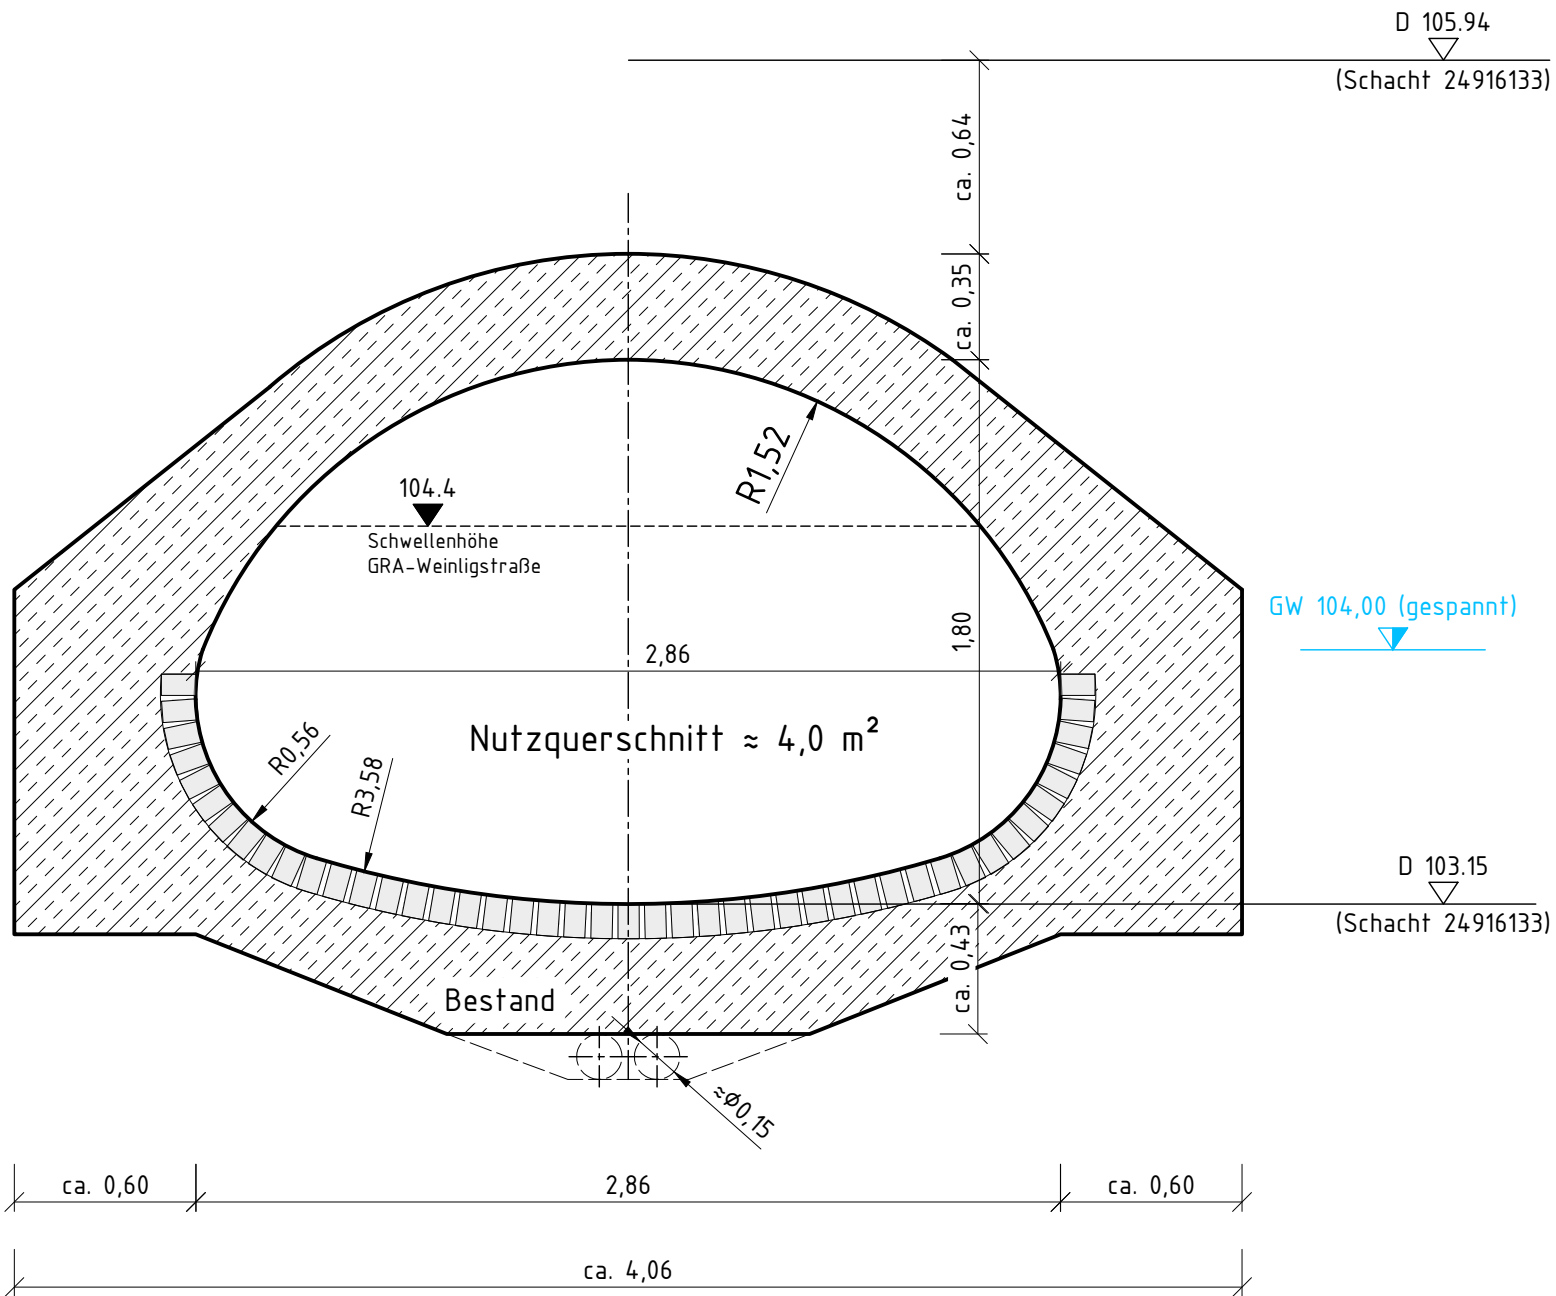 D 105.94
(Schacht 24916133)
ca. 0,64
ca. 0,35
R1,52
104.4
Schwellenhöhe
GRA-Weinligstraße
GW 104,00 (gespannt)
1,80
2,86
Nutzquerschnitt ≈ 4,0 m²
R0,56
R3,58
D 103.15
(Schacht 24916133)
ca. 0,43
Bestand
≈ø0,15
ca. 0,60
2,86
ca. 0,60
ca. 4,06